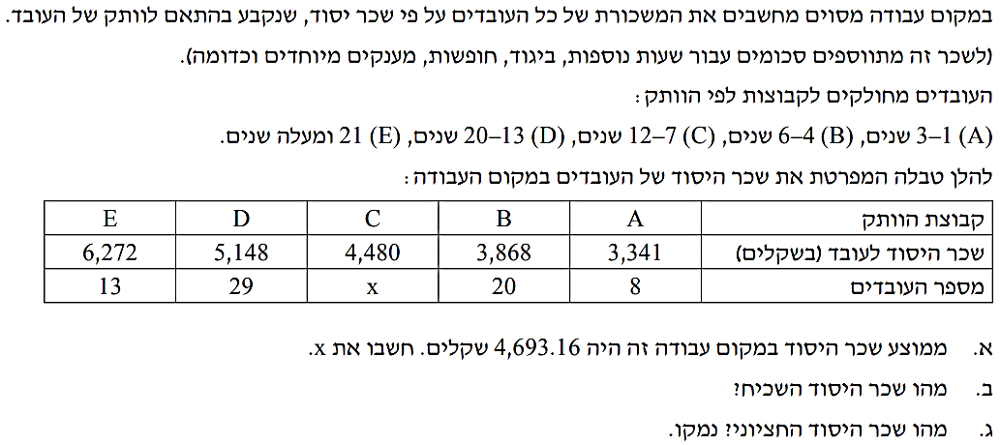 במקום עבודה מסוים מחשבים את המשכורת של כל העובדים על פי שכר יסוד, שנקבע בהתאם לוותק של העובד.
(לשכר זה מתווספים סכומים עבור שעות נוספות, ביגוד, חופשות, מענקים מיוחדים וכדומה).
העובדים מחולקים לקבוצות לפי הוותק:
(A) 3–1 שנים, (B) 6–4 שנים, (C) 12–7 שנים, (D) 20–13 שנים, (E) 21 ומעלה שנים.
להלן טבלה המפרטת את שכר היסוד של העובדים במקום העבודה:
קבוצת הוותק A B C D E
שכר היסוד לעובד (בשקלים) 3,341 3,868 4,480 5,148 6,272
מספר העובדים 8 20 x 29 13
א. ממוצע שכר היסוד במקום עבודה זה היה 4,693.16 שקלים. חשבו את x.
ב. מהו שכר היסוד השכיח?
ג. מהו שכר היסוד החציוני? נמקו.